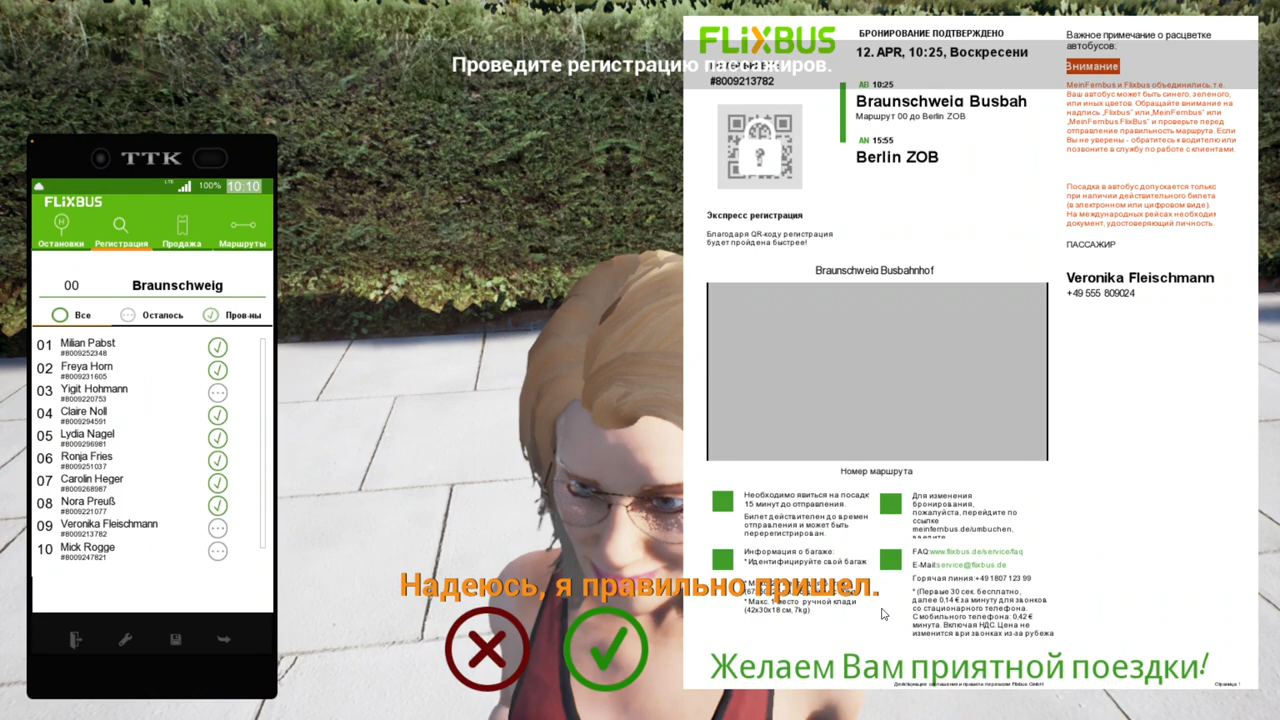 Проведите регистрацию пассажиров.
TTK
LTE
100%
10:10
FLiXBUS
Остановки
Регистрация
Продажа
Маршруты
00
Braunschweig
Все
Осталось
Пров-ны
01 Milian Pabst
#8009252348
02 Freya Horn
#8009231605
03 Yigit Hohmann
#8009220753
04 Claire Noll
#8009294591
05 Lydia Nagel
#8009296981
06 Ronja Fries
#8009251037
07 Carolin Heger
#8009268987
08 Nora Preuß
#8009221077
09 Veronika Fleischmann
#8009213782
10 Mick Rogge
#8009247821
FLiXBUS
#8009213782
Экспресс регистрация
Благодаря QR-коду регистрация
будет пройдена быстрее!
БРОНИРОВАНИЕ ПОДТВЕРЖДЕНО
12. APR, 10:25, Воскресени
AB 10:25
Braunschweig Busbah
Маршрут 00 до Berlin ZOB
AN 15:55
Berlin ZOB
Важное примечание о расцветке
автобусов:
Внимание
MeinFernbus и Flixbus объединились, т.е.
Ваш автобус может быть синего, зеленого,
или иных цветов. Обращайте внимание на
надпись „Flixbus“ или „MeinFernbus“ или
„MeinFernbus FlixBus“ и проверьте перед
отправление правильность маршрута. Если
Вы не уверены - обратитесь к водителю или
позвоните в службу по работе с клиентами.
Посадка в автобус допускается только
при наличии действительного билета
(в электронном или цифровом виде).
На международных рейсах необходим
документ, удостоверяющий личность.
ПАССАЖИР
Veronika Fleischmann
+49 555 809024
Braunschweig Busbahnhof
Номер маршрута
Необходимо явиться на посадк
15 минут до отправления.
Билет действителен до времен
отправления и может быть
перерегистрирован.
Для изменения
бронирования,
пожалуйста, перейдите по
ссылке
meinfernbus.de/umbuchen,
введите
Информация о багаже:
*Идентифицируйте свой багаж
*Макс. 1 место ручной клади
(42x30x18 см, 7kg)
FAQ:www.flixbus.de/service/faq
E-Mail:service@flixbus.de
Горячая линия:+49 1807 123 99
*(Первые 30 сек. бесплатно,
далее 0,14 € за минуту для звонков
со стационарного телефона.
С мобильного телефона: 0,42 €
минута. Включая НДС. Цена не
изменится при звонках из-за рубежа
Надеюсь, я правильно пришел.
Желаем Вам приятной поездки!
Страница 1